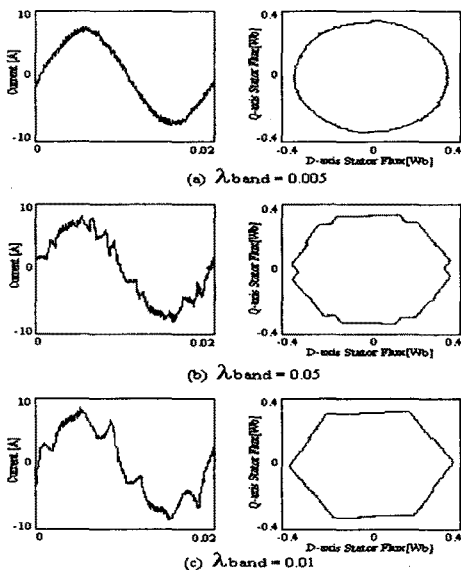 10
Current [A]
-10
0
0.02
0.4
Q-axis Stator Flux[Wb]
-0.4
-0.4
0
0.4
D-axis Stator Flux[Wb]
(a) λband = 0.005
10
Current [A]
0
-10
0
0.02
0.4
Q-axis Stator Flux[Wb]
0
-0.4
-0.4
0
0.4
D-axis Stator Flux[Wb]
(b) λband = 0.05
10
Current [A]
0
-10
0
0.02
0.4
Q-axis Stator Flux[Wb]
0
-0.4
-0.4
0
0.4
D-axis Stator Flux[Wb]
(c) λband = 0.01